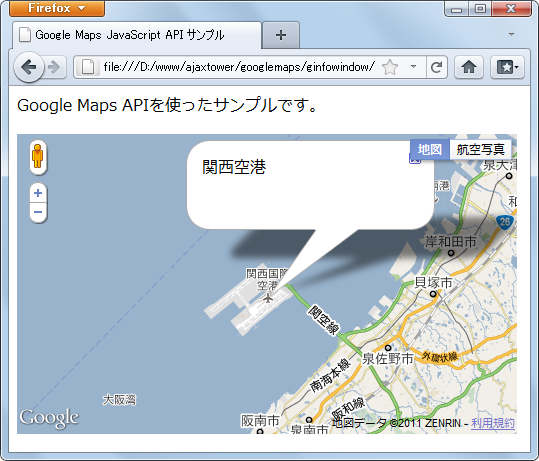 Firefox
Google Maps JavaScript API サンプル
file:///D:/www/ajaxtower/googlemaps/ginfowindow/
Google Maps APIを使ったサンプルです。
地図
航空写真
関西空港
泉大津
26
岸和田市
貝塚市
関西国際
空港
関空線
泉佐野市
外環状線
南海本線
大阪湾
阪和線
阪南市
泉南市
Google
地図データ ©2011 ZENRIN - 利用規約